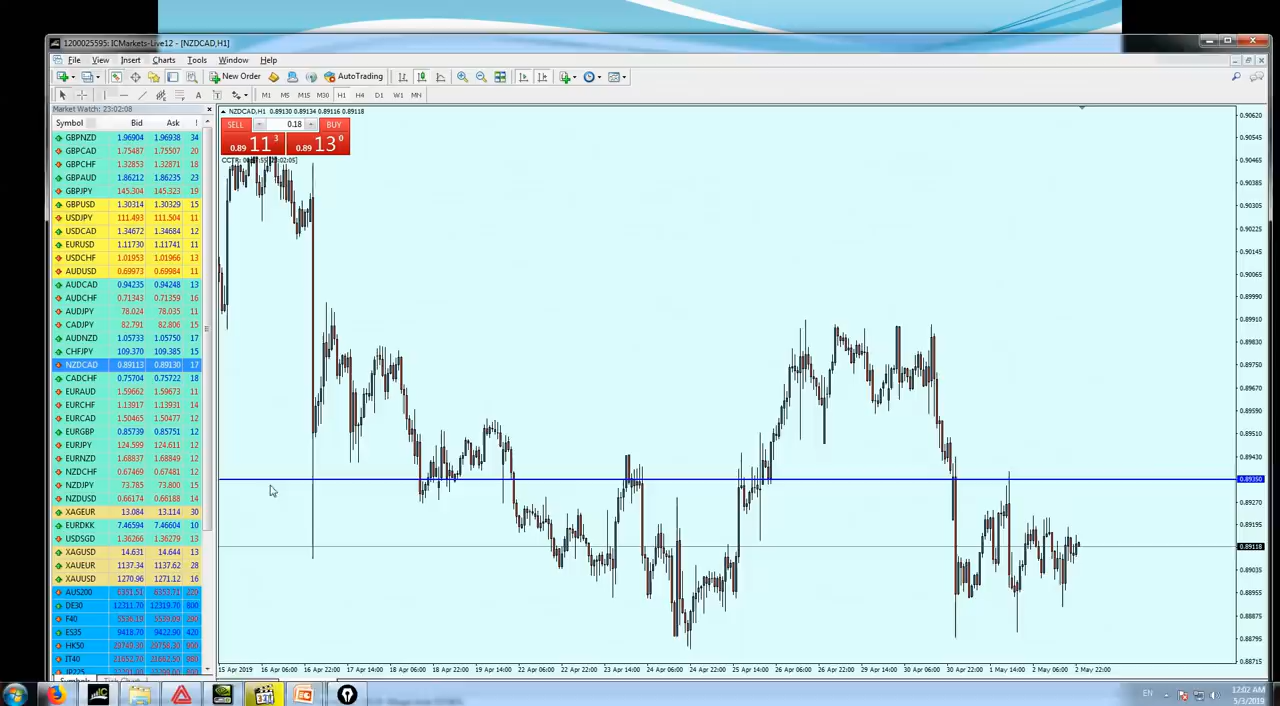 1200025595: ICMarkets-Live12 - [NZDCAD,H1]
File View Insert Charts Tools Window Help
New Order AutoTrading
M1 M5 M15 M30 H1 H4 D1 W1 MN
Market Watch: 23:02:08
Symbol Bid Ask !
GBPNZD 1.96904 1.96938 34
GBPCAD 1.75487 1.75507 20
GBPCHF 1.32853 1.32871 18
GBPAUD 1.86212 1.86235 23
GBPJPY 145.304 145.323 19
GBPUSD 1.30314 1.30329 15
USDJPY 111.493 111.504 11
USDCAD 1.34672 1.34684 12
EURUSD 1.11730 1.11741 11
USDCHF 1.01953 1.01966 13
AUDUSD 0.69973 0.69984 11
AUDCAD 0.94235 0.94248 13
AUDCHF 0.71343 0.71359 16
AUDJPY 78.024 78.035 11
CADJPY 82.791 82.806 15
AUDNZD 1.05733 1.05750 17
CHFJPY 109.370 109.385 15
NZDCAD 0.89113 0.89130 17
CADCHF 0.75704 0.75722 18
EURAUD 1.59662 1.59673 11
EURCHF 1.13917 1.13931 14
EURCAD 1.50465 1.50477 12
EURGBP 0.85739 0.85751 12
EURJPY 124.599 124.611 12
EURNZD 1.68837 1.68849 12
NZDCHF 0.67469 0.67481 12
NZDJPY 73.785 73.800 15
NZDUSD 0.66174 0.66188 14
XAGEUR 13.084 13.114 30
EURDKK 7.46594 7.46604 10
USDSGD 1.36266 1.36279 13
XAGUSD 14.631 14.644 13
XAUEUR 1137.34 1137.62 28
XAUUSD 1270.96 1271.12 16
AUS200 6351.51 6353.71 220
DE30 12311.70 12319.70 800
F40
ES35 9418.70 9422.90 420
HK50
IT40
NZDCAD,H1 0.89130 0.89134 0.89116 0.89118
SELL 0.18 BUY
0.89 11 3 0.89 13 0
0.90620
0.90545
0.90465
0.90385
0.90305
0.90225
0.90145
0.90065
0.89990
0.89910
0.89830
0.89750
0.89670
0.89590
0.89510
0.89430
0.89350
0.89195
0.89118
0.89035
0.88955
0.88875
0.88795
0.88715
15 Apr 2019 16 Apr 06:00 16 Apr 22:00 17 Apr 14:00 18 Apr 06:00 18 Apr 22:00 19 Apr 14:00 22 Apr 06:00 22 Apr 22:00 23 Apr 14:00 24 Apr 06:00 24 Apr 22:00 25 Apr 14:00 26 Apr 06:00 26 Apr 22:00 29 Apr 14:00 30 Apr 06:00 30 Apr 22:00 1 May 14:00 2 May 06:00 2 May 22:00
EN
12:02 AM
5/3/2019